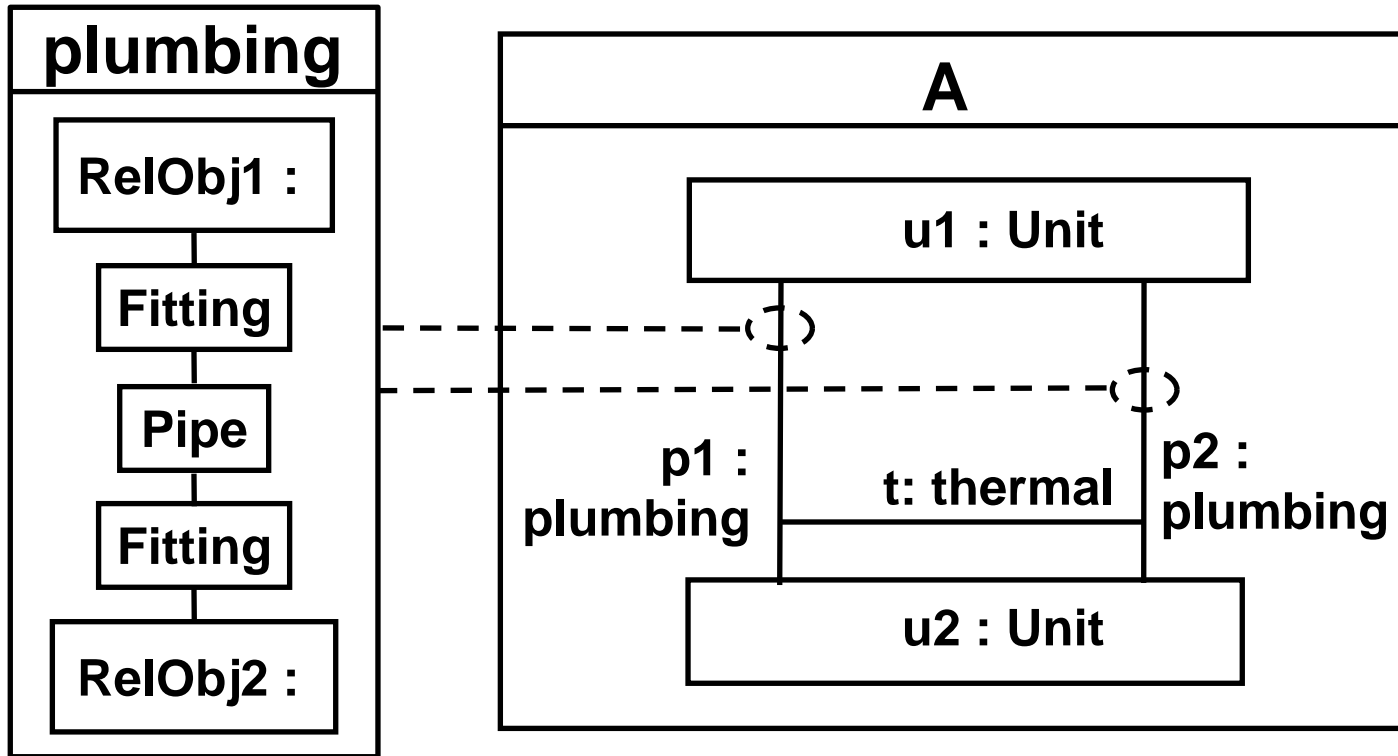 plumbing
RelObj1 :
Fitting
Pipe
Fitting
RelObj2 :
A
u1 : Unit
p1 :
plumbing
t: thermal
p2 :
plumbing
u2 : Unit